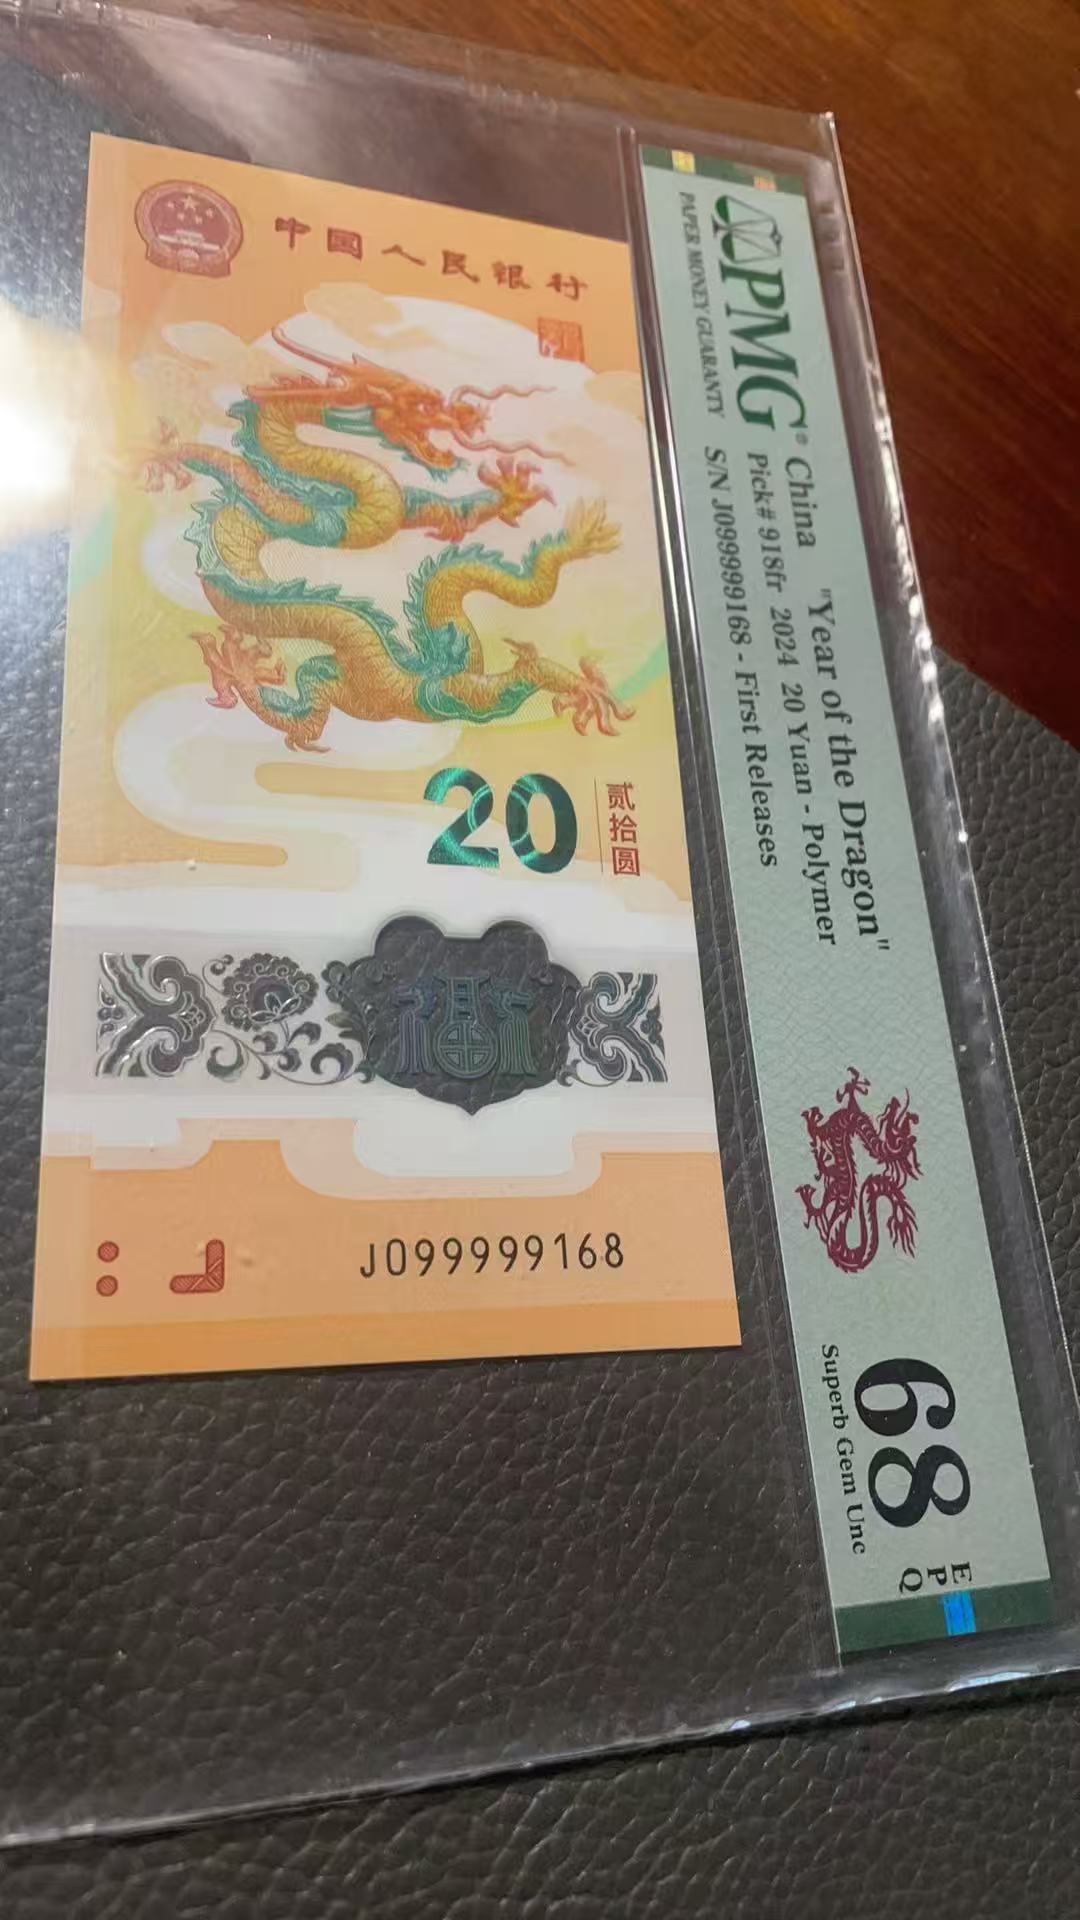 中国人民银行
20
贰拾圆
J099999168
PMG®
PAPER MONEY GUARANTY
China "Year of the Dragon"
Pick# 918fr 2024 20 Yuan - Polymer
S/N J099999168 - First Releases
68
EPQ
Superb Gem Unc